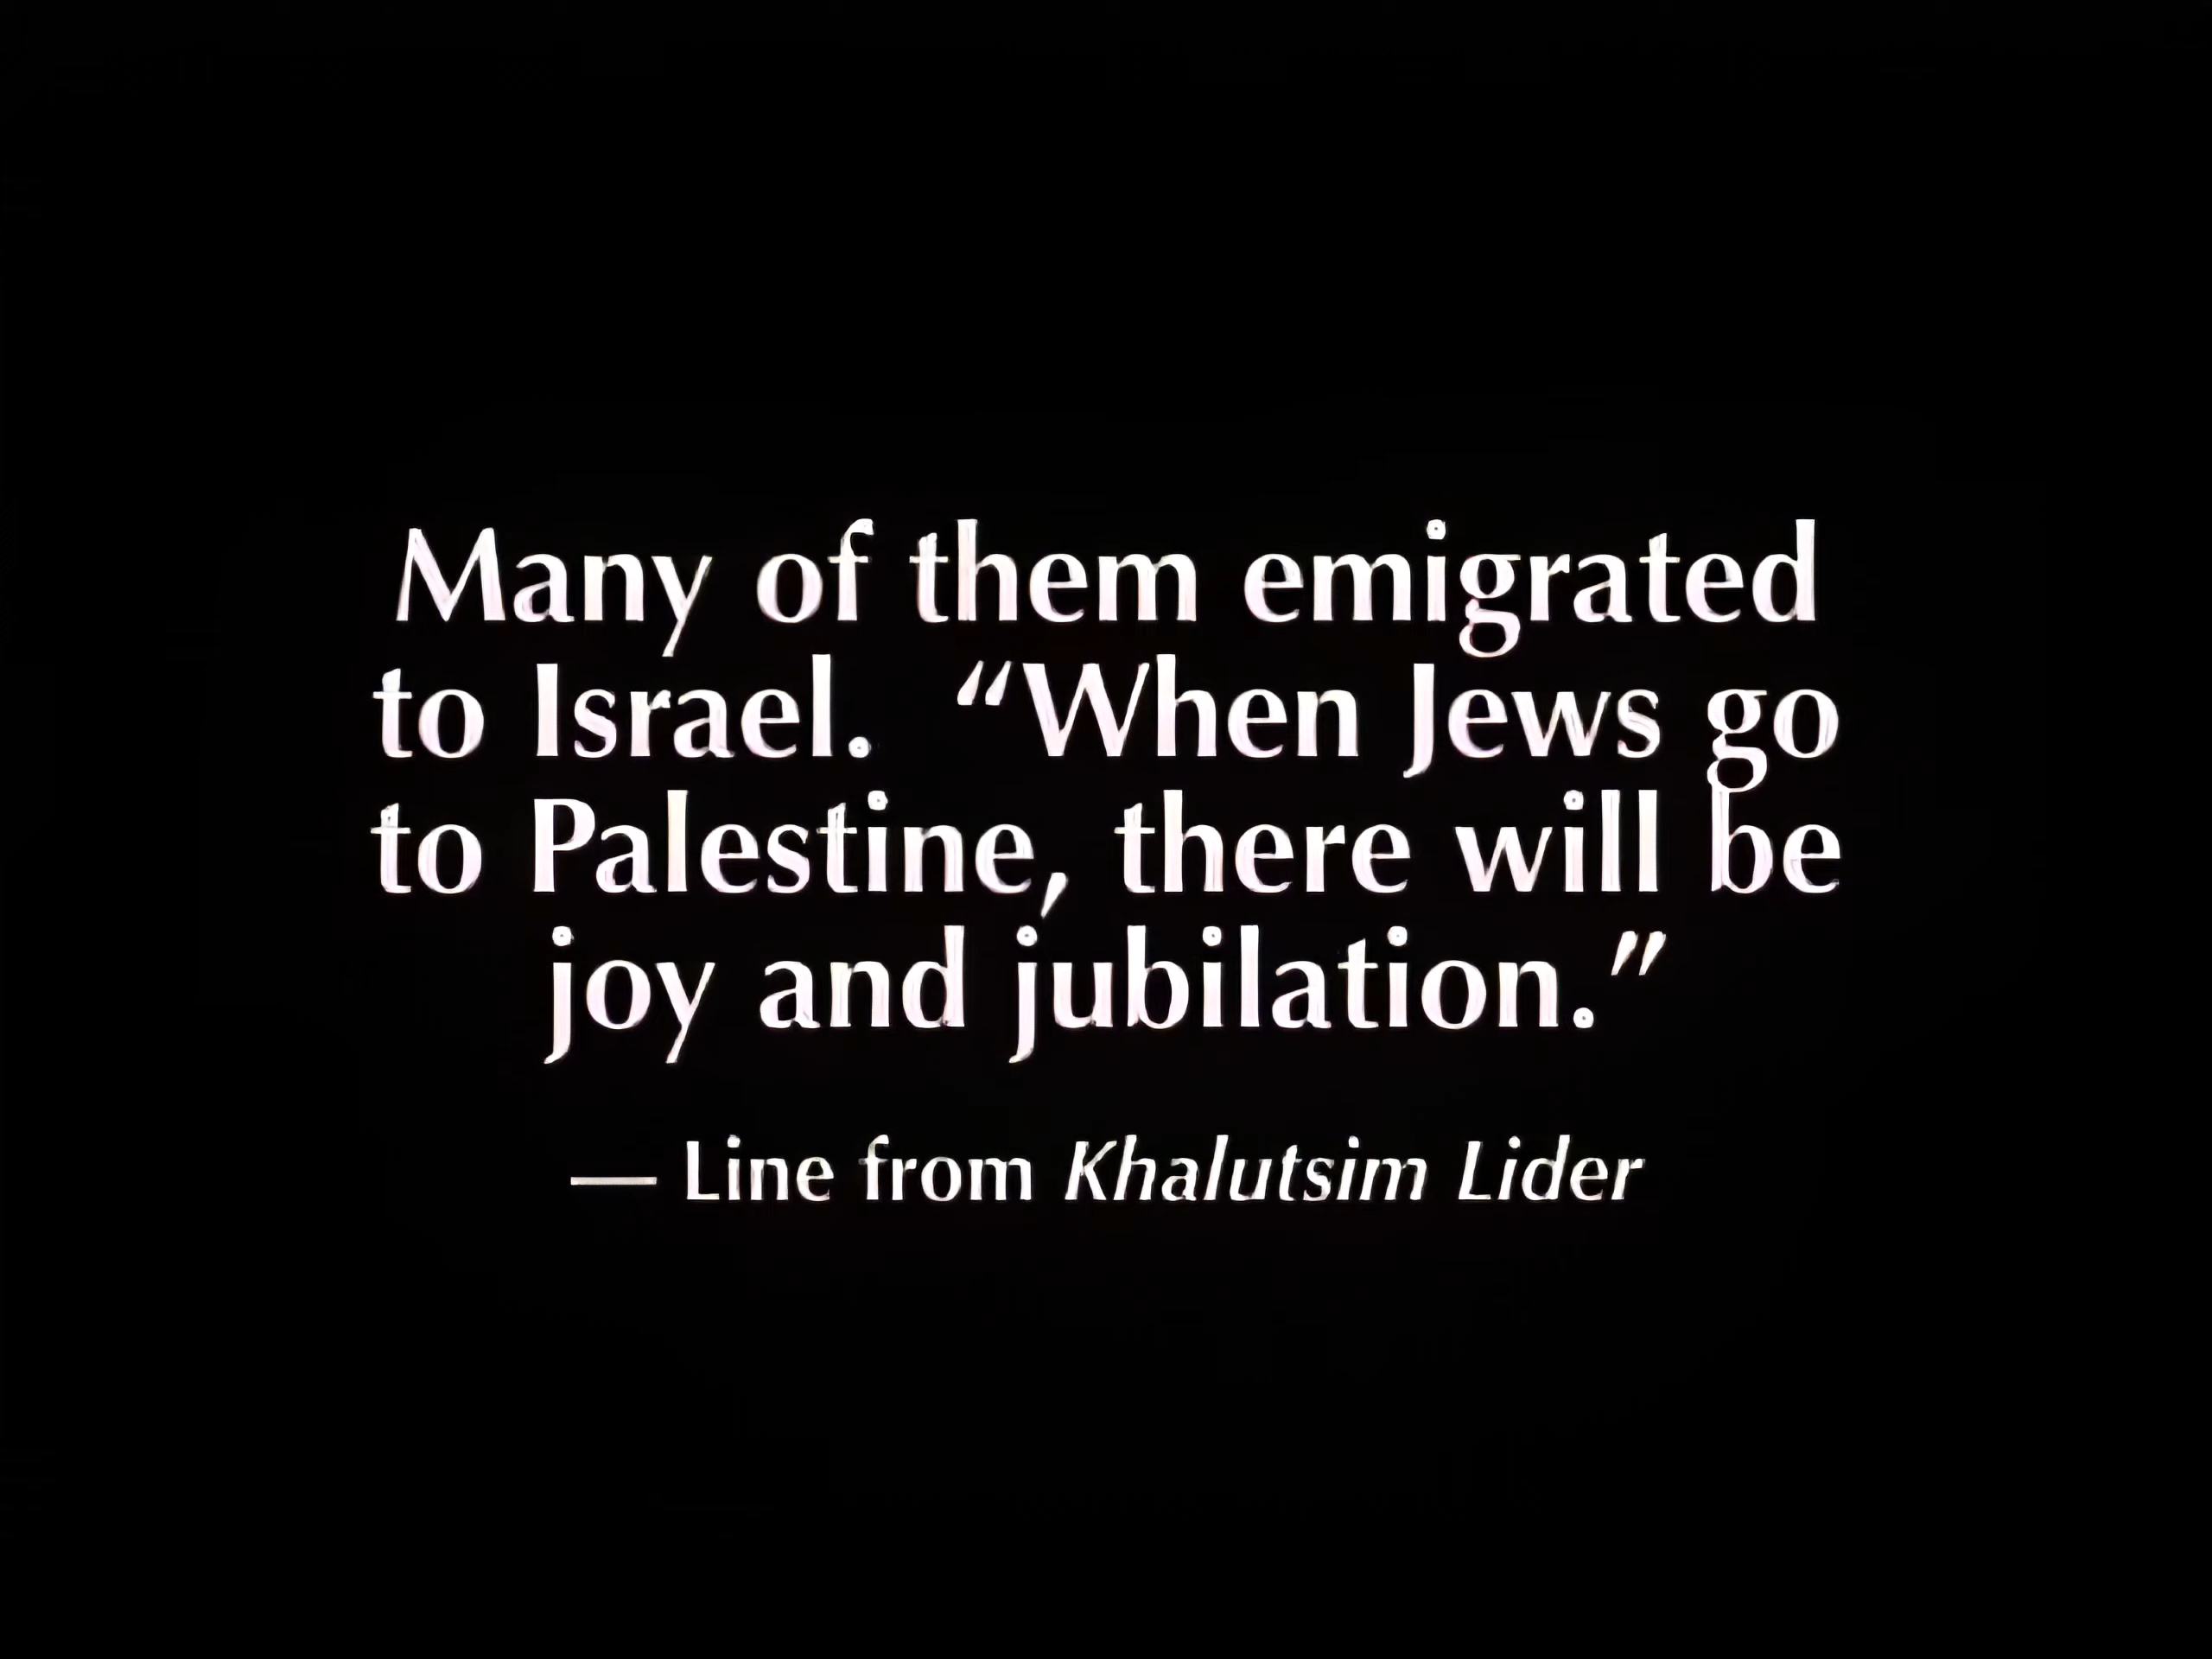 Many of them emigrated
to Israel. “When Jews go
to Palestine, there will be
joy and jubilation.”
— Line from Khalutsim Lider